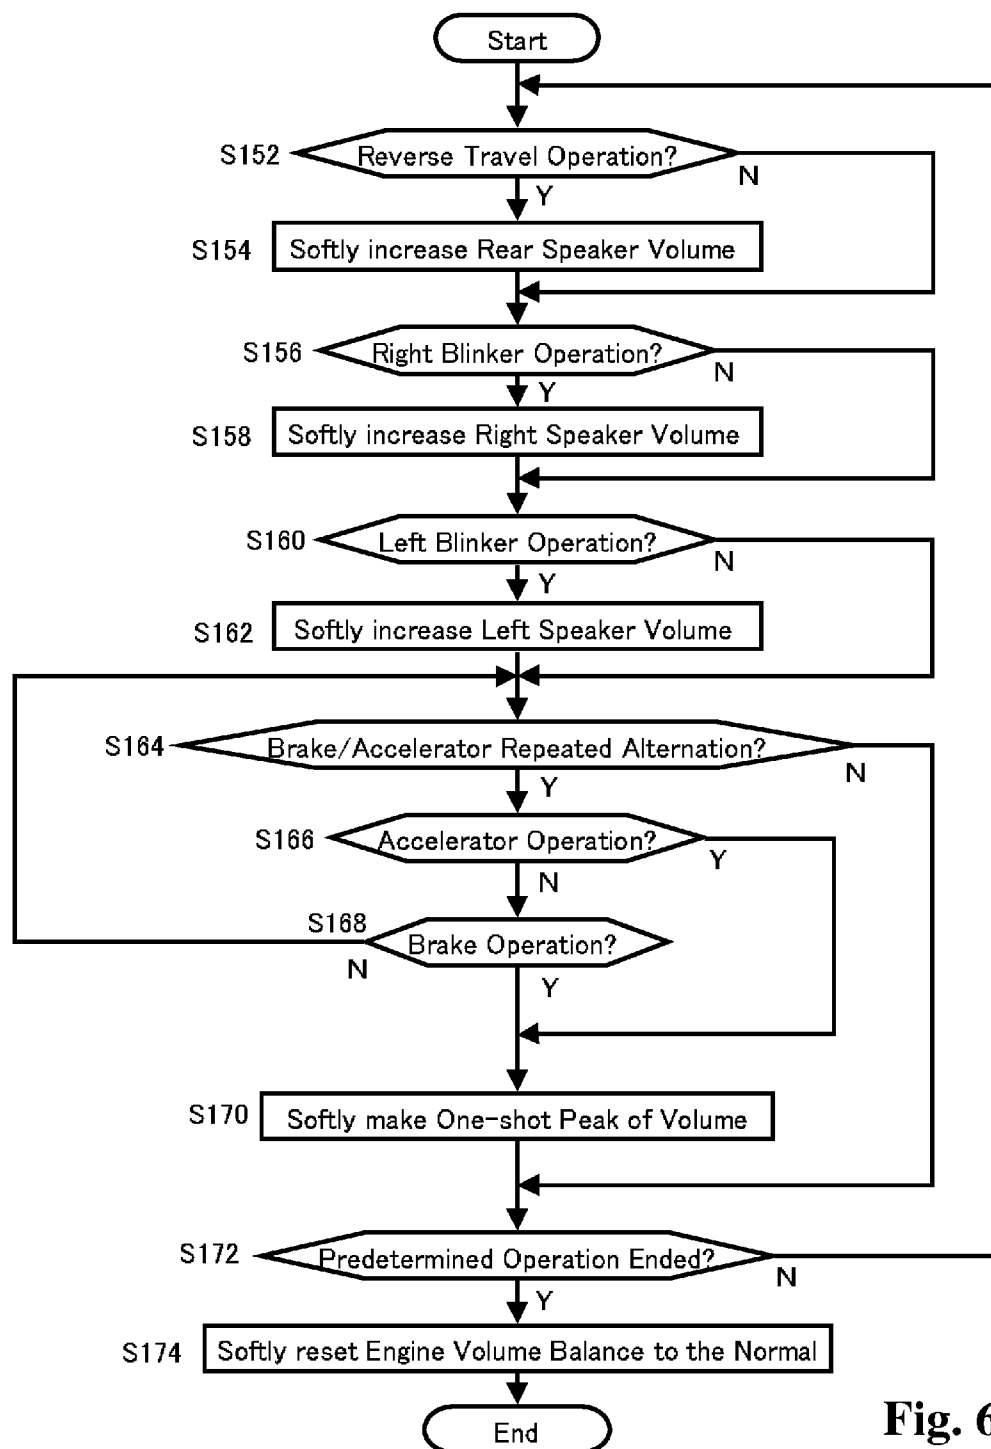 Start
S152
Reverse Travel Operation?
N
Y
S154
Softly increase Rear Speaker Volume
S156
Right Blinker Operation?
N
Y
S158
Softly increase Right Speaker Volume
S160
Left Blinker Operation?
N
Y
S162
Softly increase Left Speaker Volume
S164
Brake/Accelerator Repeated Alternation?
N
Y
S166
Accelerator Operation?
Y
N
S168
Brake Operation?
N
Y
S170
Softly make One-shot Peak of Volume
S172
Predetermined Operation Ended?
N
Y
S174
Softly reset Engine Volume Balance to the Normal
End
Fig. 6